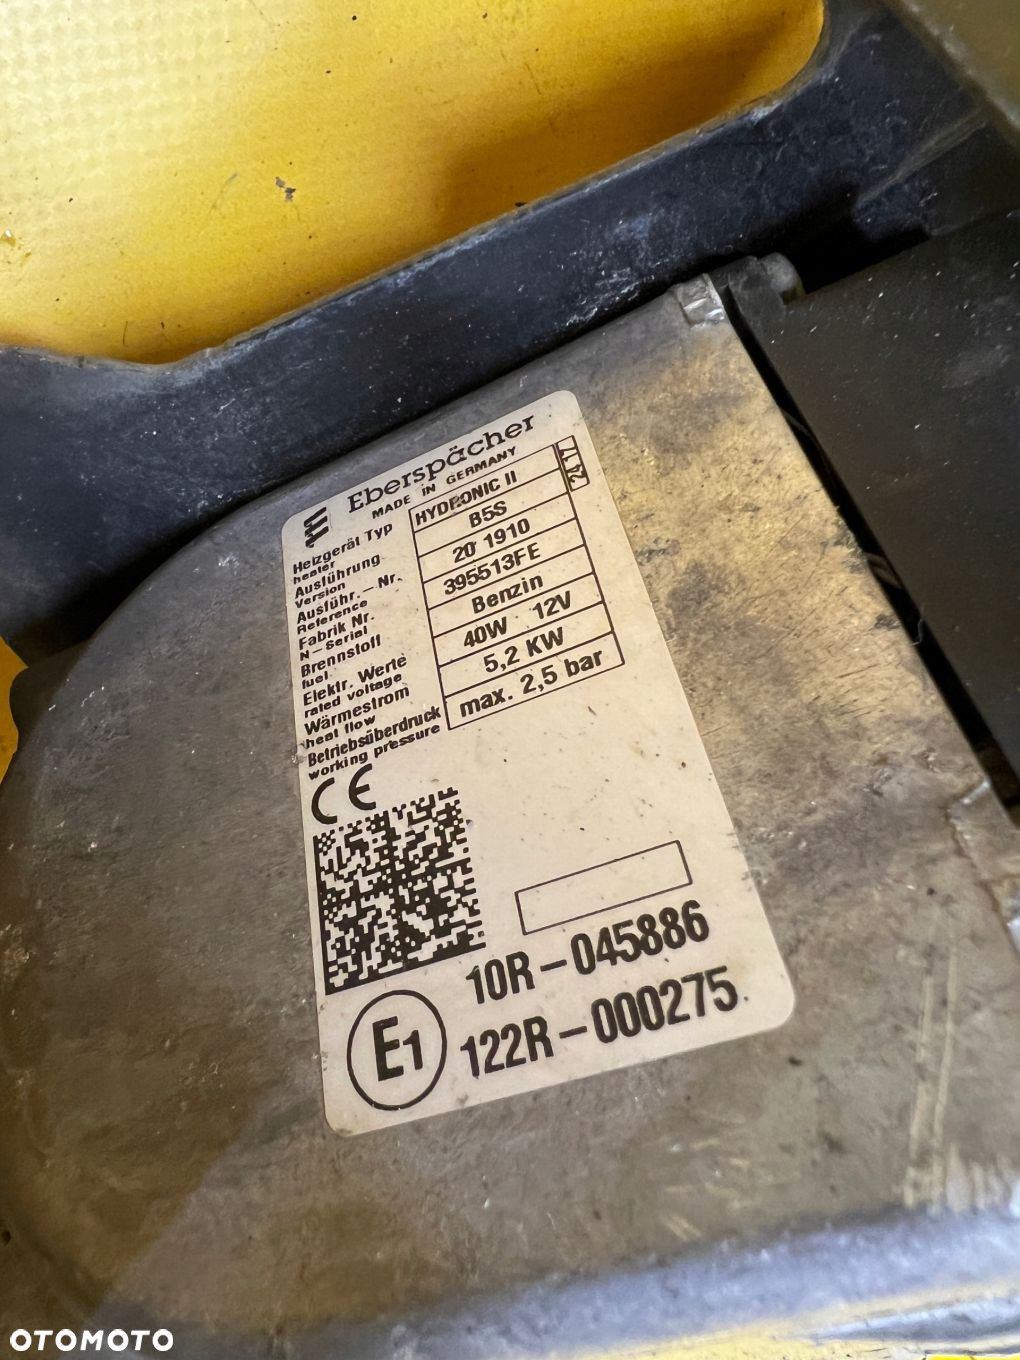 Eberspächer
MADE IN GERMANY
Heizgerät Typ HYDRONIC II 24 17
heater
Ausführung B5S
Version
Ausführ.-Nr. 20 1910
Reference
Fabrik Nr. 395513FE
N-Serial
Brennstoff Benzin
fuel
Elektr. Werte 40W 12V
rated voltage
Wärmestrom 5,2 KW
heat flow
Betriebsüberdruck max. 2,5 bar
working pressure
CE
10R-045886
E1 122R-000275
OTOMOTO